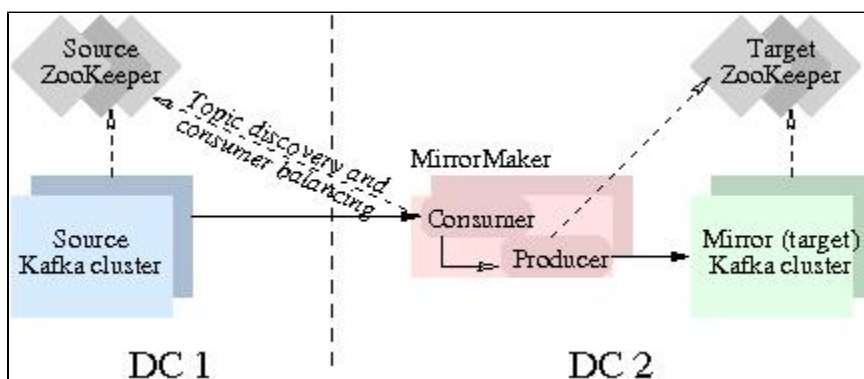 Source
ZooKeeper
Target
ZooKeeper
Topic discovery and
consumer balancing
MirrorMaker
Source
Kafka cluster
Consumer
Producer
Mirror (target)
Kafka cluster
DC 1
DC 2